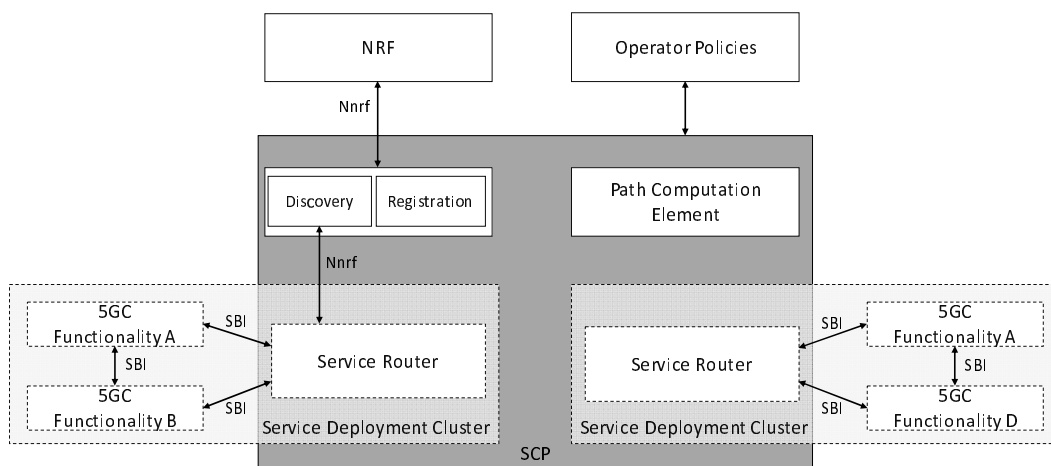 NRF
Operator Policies
Nnrf
Discovery
Registration
Path Computation
Element
Nnrf
5GC
Functionality A
SBI
SBI
5GC
Functionality B
SBI
Service Router
Service Deployment Cluster
Service Router
Service Deployment Cluster
SBI
5GC
Functionality A
SBI
SBI
5GC
Functionality D
SCP